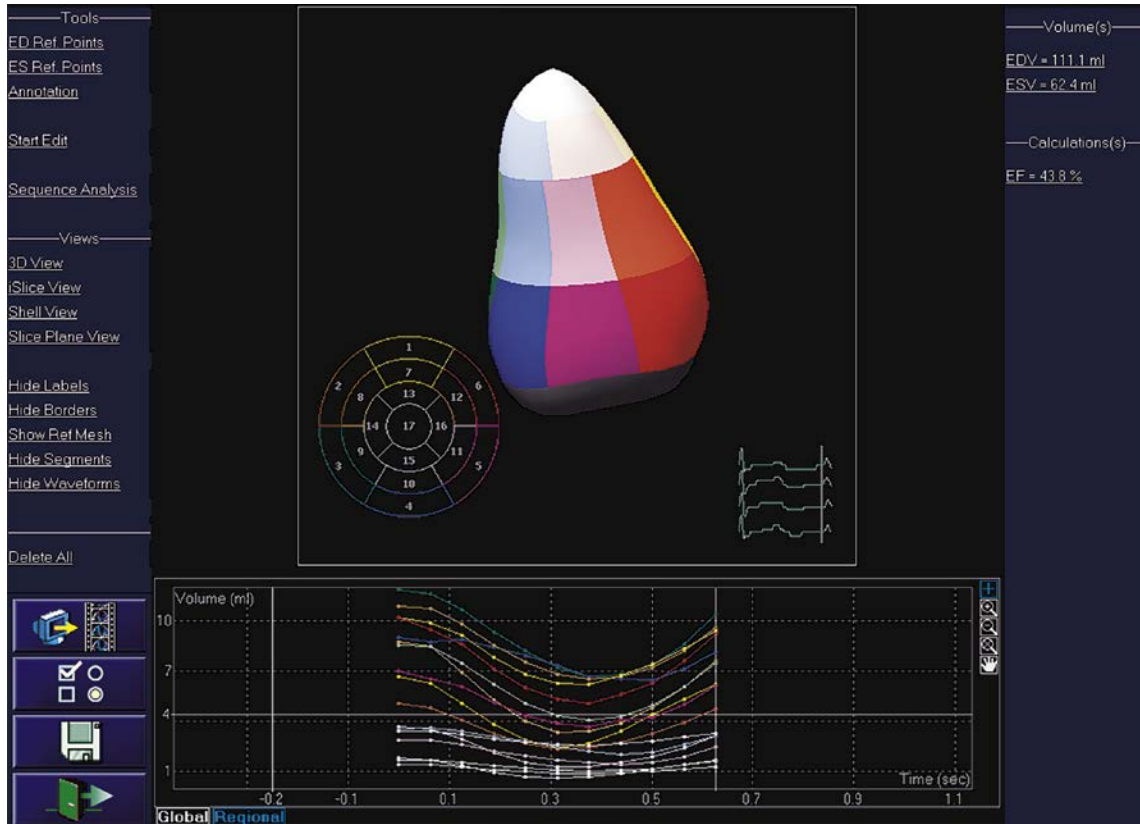 Tools
ED Ref. Points
ES Ref. Points
Annotation
Start Edit
Sequence Analysis
Views
3D View
iSlice View
Shell View
Slice Plane View
Hide Labels
Hide Borders
Show Ref Mesh
Hide Segments
Hide Waveforms
Delete All
1
2
7
6
8
13
12
14
17
16
9
15
11
3
10
5
4
Volume(s)
EDV = 111.1 ml
ESV = 62.4 ml
Calculations(s)
EF = 43.8 %
Volume (ml)
10
7
4
1
Time (sec)
-0.2
-0.1
0.1
0.3
0.5
0.7
0.9
1.1
Global Regional